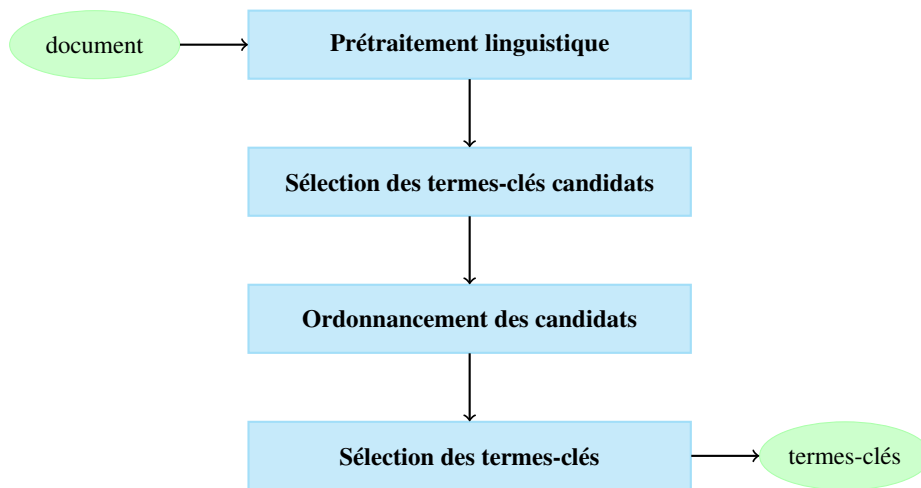 document
Prétraitement linguistique
Sélection des termes-clés candidats
Ordonnancement des candidats
Sélection des termes-clés
termes-clés